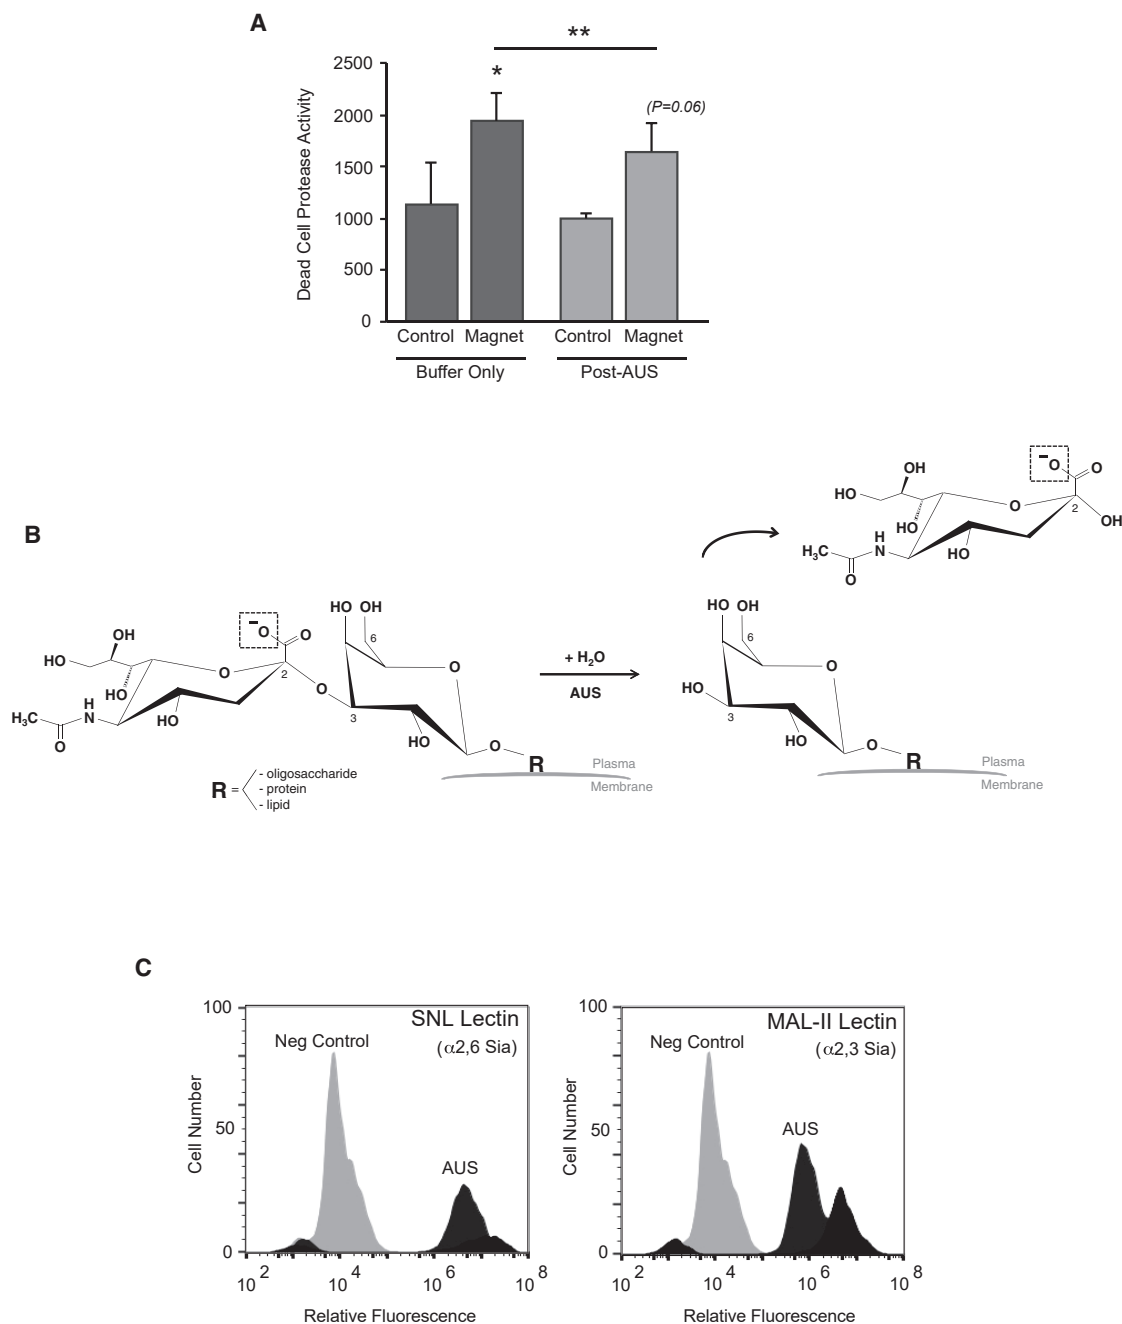 A
**
2500
*
2000
(P=0.06)
1500
1000
500
0
Dead Cell Protease Activity
Control Magnet Control Magnet
Buffer Only Post-AUS
B
−O O
OH
HO
O
2
HO
OH
H
N
H₃C
HO
O
HO OH
6
−O O
OH
HO
O
2
HO
O
H
N
H₃C
HO
O
O
3
HO
O
R
Plasma
Membrane
R = - oligosaccharide
- protein
- lipid
+ H₂O
AUS
HO OH
6
O
HO
3
HO
O
R
Plasma
Membrane
C
100
SNL Lectin
Neg Control
(α2,6 Sia)
50
AUS
0
Cell Number
10 2 10 4 10 6 10 8
Relative Fluorescence
100
MAL-II Lectin
Neg Control
(α2,3 Sia)
50
AUS
0
Cell Number
10 2 10 4 10 6 10 8
Relative Fluorescence